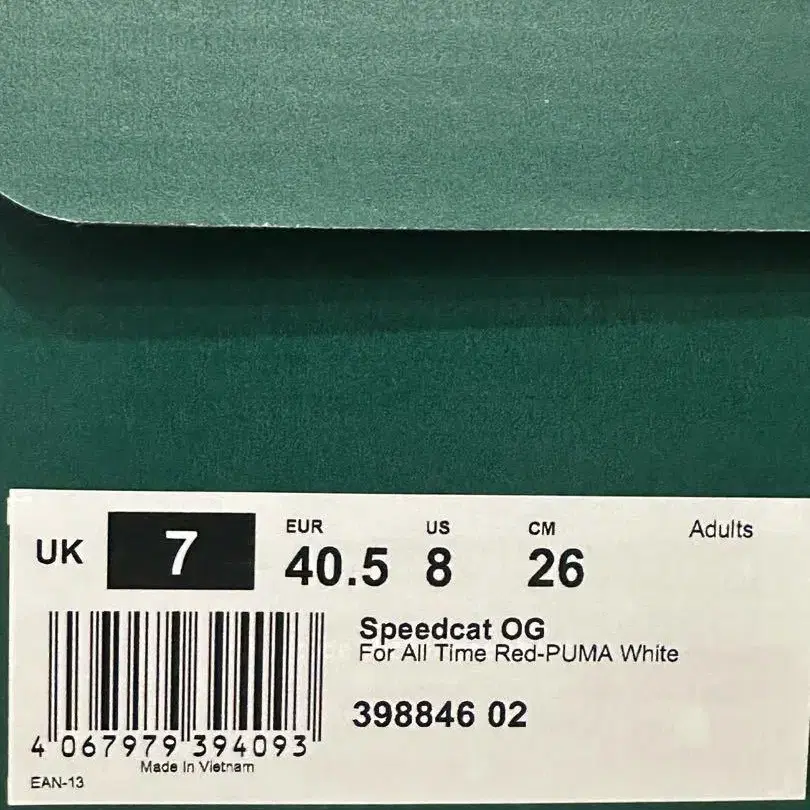 UK 7
EUR 40.5
US 8
CM 26
Adults
Speedcat OG
For All Time Red-PUMA White
398846 02
4 067979 394093
Made In Vietnam
EAN-13